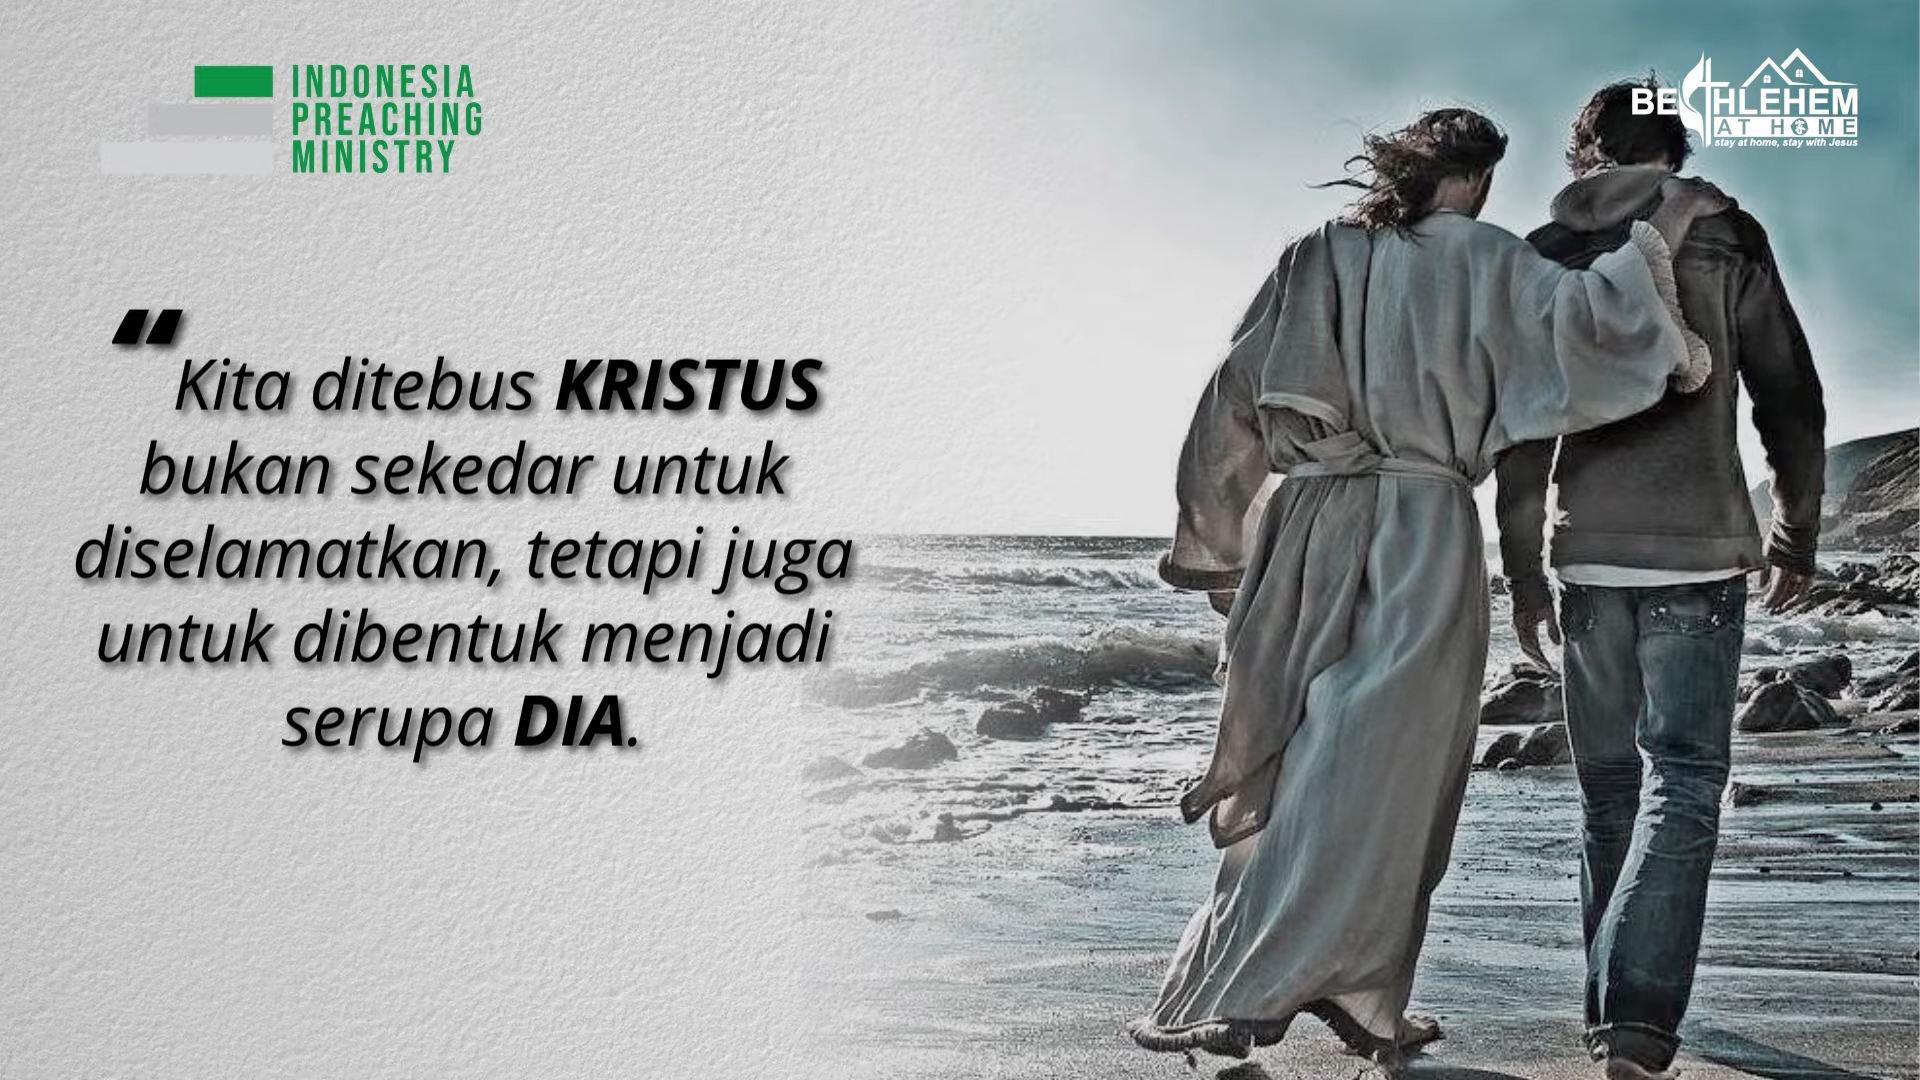 INDONESIA
PREACHING
MINISTRY
BETHLEHEM
AT HOME
stay at home, stay with Jesus
“Kita ditebus KRISTUS
bukan sekedar untuk
diselamatkan, tetapi juga
untuk dibentuk menjadi
serupa DIA.